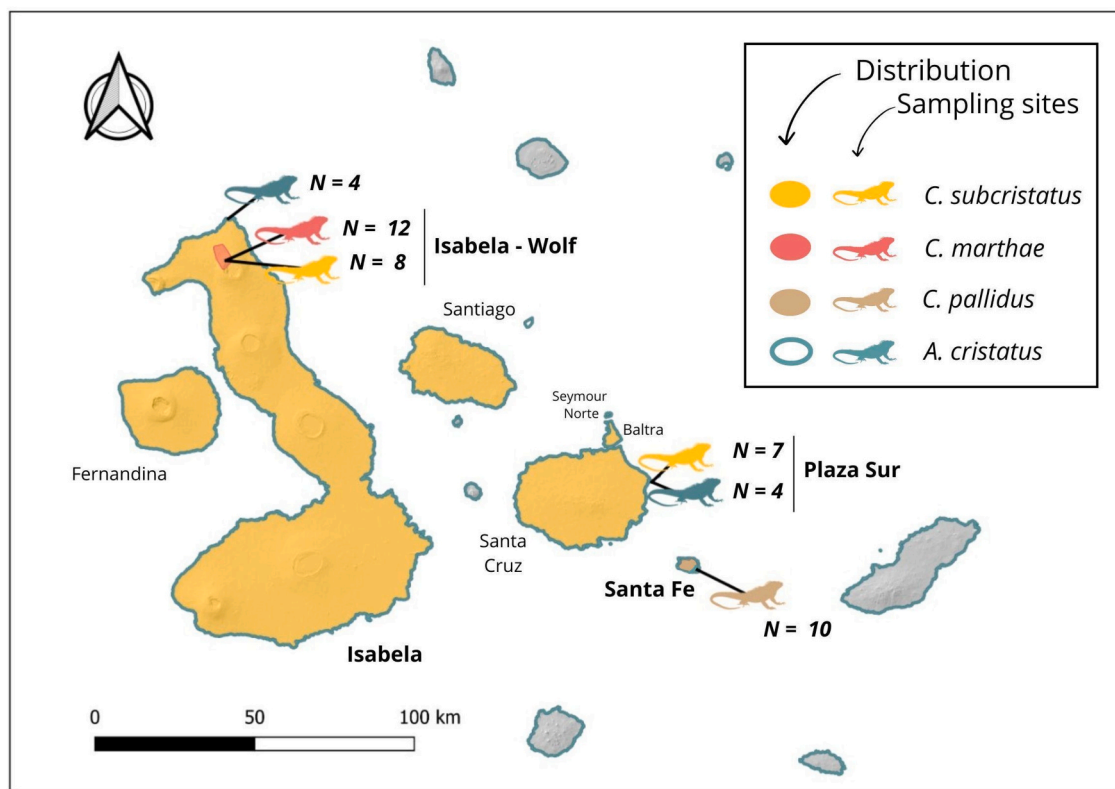 Distribution
Sampling sites
C. subcristatus
C. marthae
C. pallidus
A. cristatus
N = 4
N = 12
N = 8
Isabela - Wolf
Santiago
Seymour
Norte
Baltra
Fernandina
N = 7
N = 4
Plaza Sur
Santa
Cruz
Santa Fe
N = 10
Isabela
0 50 100 km